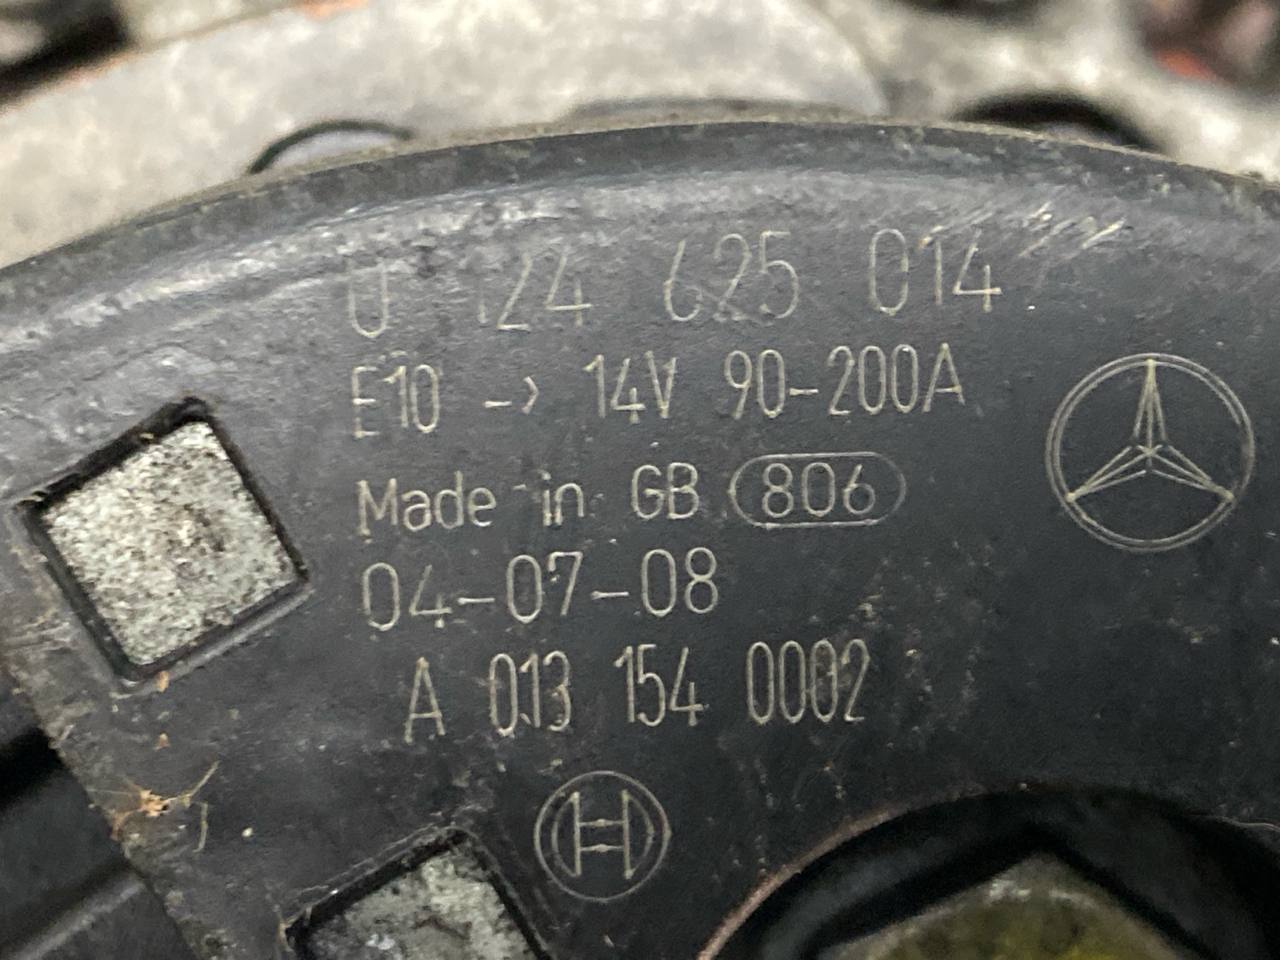 0 124 625 014
E10 -> 14V 90-200A
Made in GB 806
04-07-08
A 013 154 0002